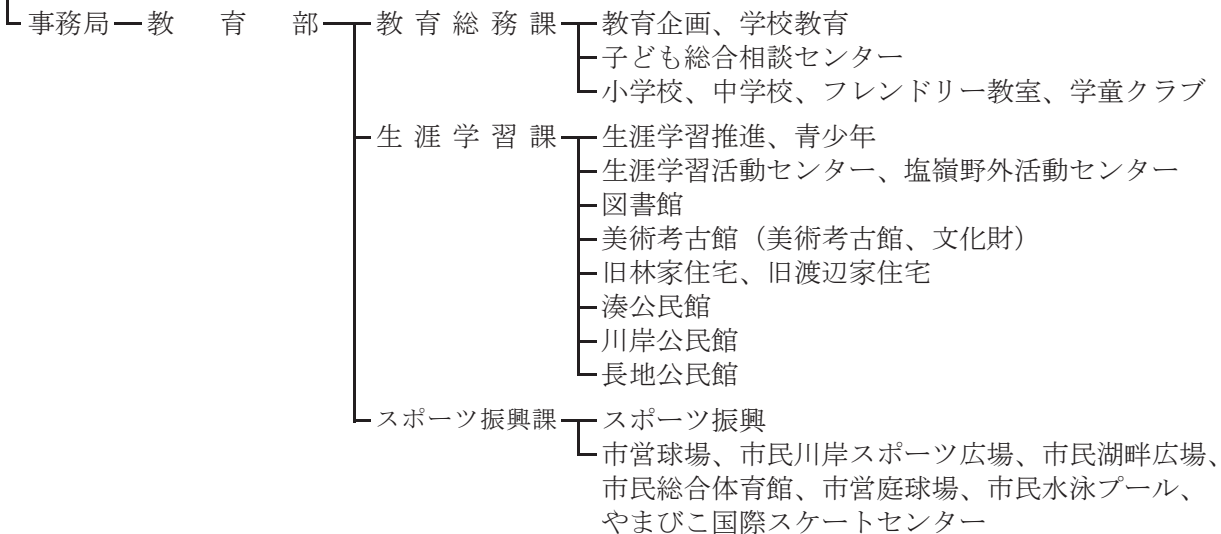 事務局 教育部 教育総務課 教育企画、学校教育
子ども総合相談センター
小学校、中学校、フレンドリー教室、学童クラブ
生涯学習課 生涯学習推進、青少年
生涯学習活動センター、塩嶺野外活動センター
図書館
美術考古館（美術考古館、文化財）
旧林家住宅、旧渡辺家住宅
湊公民館
川岸公民館
長地公民館
スポーツ振興課 スポーツ振興
市営球場、市民川岸スポーツ広場、市民湖畔広場、
市民総合体育館、市営庭球場、市民水泳プール、
やまびこ国際スケートセンター